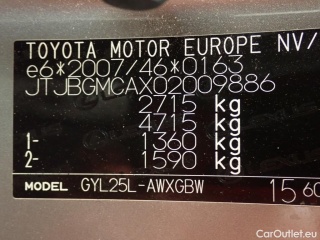 TOYOTA MOTOR EUROPE NV/
e6*2007/46*0163
JTJBGMCAX02009886
2715 kg
4715 kg
1- 1360 kg
2- 1590 kg
MODEL GYL25L-AWXGBW 1560
CarOutlet.eu